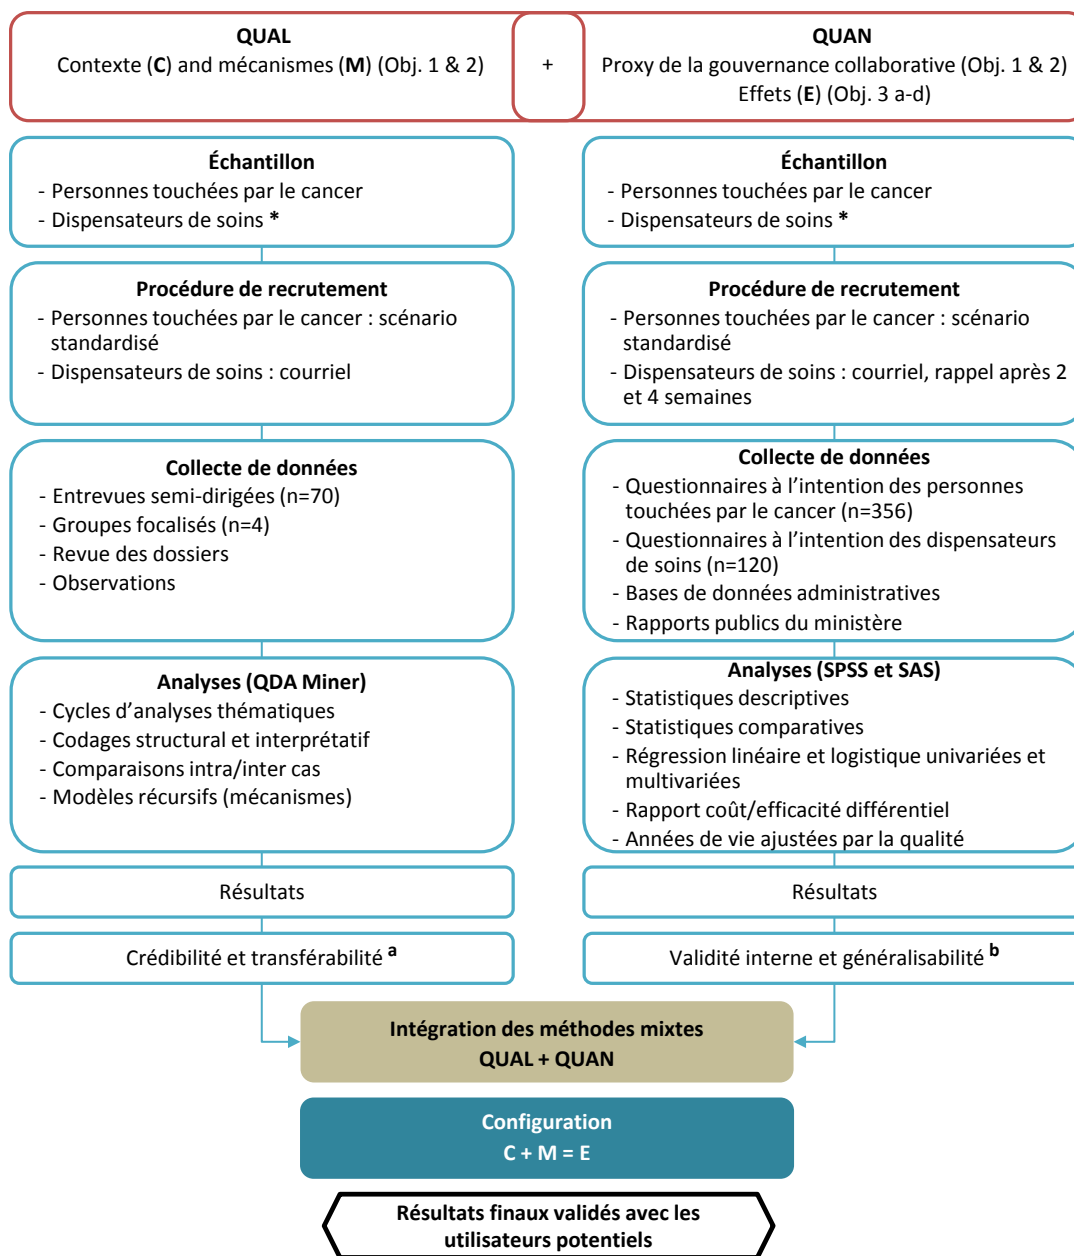 QUAL
Contexte (C) and mécanismes (M) (Obj. 1 & 2)
+
QUAN
Proxy de la gouvernance collaborative (Obj. 1 & 2)
Effets (E) (Obj. 3 a-d)
Échantillon
- Personnes touchées par le cancer
- Dispensateurs de soins *
Procédure de recrutement
- Personnes touchées par le cancer : scénario
standardisé
- Dispensateurs de soins : courriel
Collecte de données
- Entrevues semi-dirigées (n=70)
- Groupes focalisés (n=4)
- Revue des dossiers
- Observations
Analyses (QDA Miner)
- Cycles d'analyses thématiques
- Codages structural et interprétatif
- Comparaisons intra/inter cas
- Modèles récursifs (mécanismes)
Résultats
Crédibilité et transférabilité a
Échantillon
- Personnes touchées par le cancer
- Dispensateurs de soins *
Procédure de recrutement
- Personnes touchées par le cancer : scénario
standardisé
- Dispensateurs de soins : courriel, rappel après 2
et 4 semaines
Collecte de données
- Questionnaires à l'intention des personnes
touchées par le cancer (n=356)
- Questionnaires à l'intention des dispensateurs
de soins (n=120)
- Bases de données administratives
- Rapports publics du ministère
Analyses (SPSS et SAS)
- Statistiques descriptives
- Statistiques comparatives
- Régression linéaire et logistique univariées et
multivariées
- Rapport coût/efficacité différentiel
- Années de vie ajustées par la qualité
Résultats
Validité interne et généralisabilité b
Intégration des méthodes mixtes
QUAL + QUAN
Configuration
C + M = E
Résultats finaux validés avec les
utilisateurs potentiels